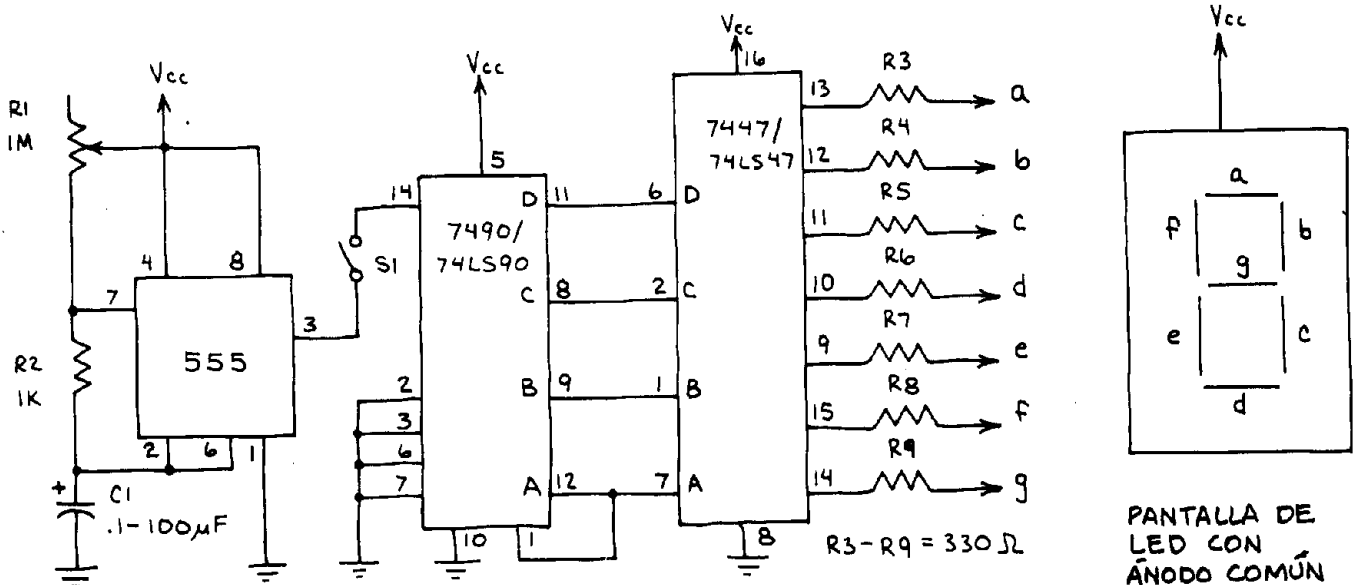 R1
1M
Vcc
4
8
7
3
555
R2
1K
2
6
1
+
C1
.1-100μF
S1
Vcc
5
14
7490/
74LS90
D 11
C 8
B 9
A 12
2
3
6
7
10
1
Vcc
16
7447/
74LS47
6 D
2 C
1 B
7 A
8
13 R3 a
12 R4 b
11 R5 c
10 R6 d
9 R7 e
15 R8 f
14 R9 g
R3-R9 = 330 Ω
Vcc
a
f
b
g
e
c
d
PANTALLA DE
LED CON
ÁNODO COMÚN